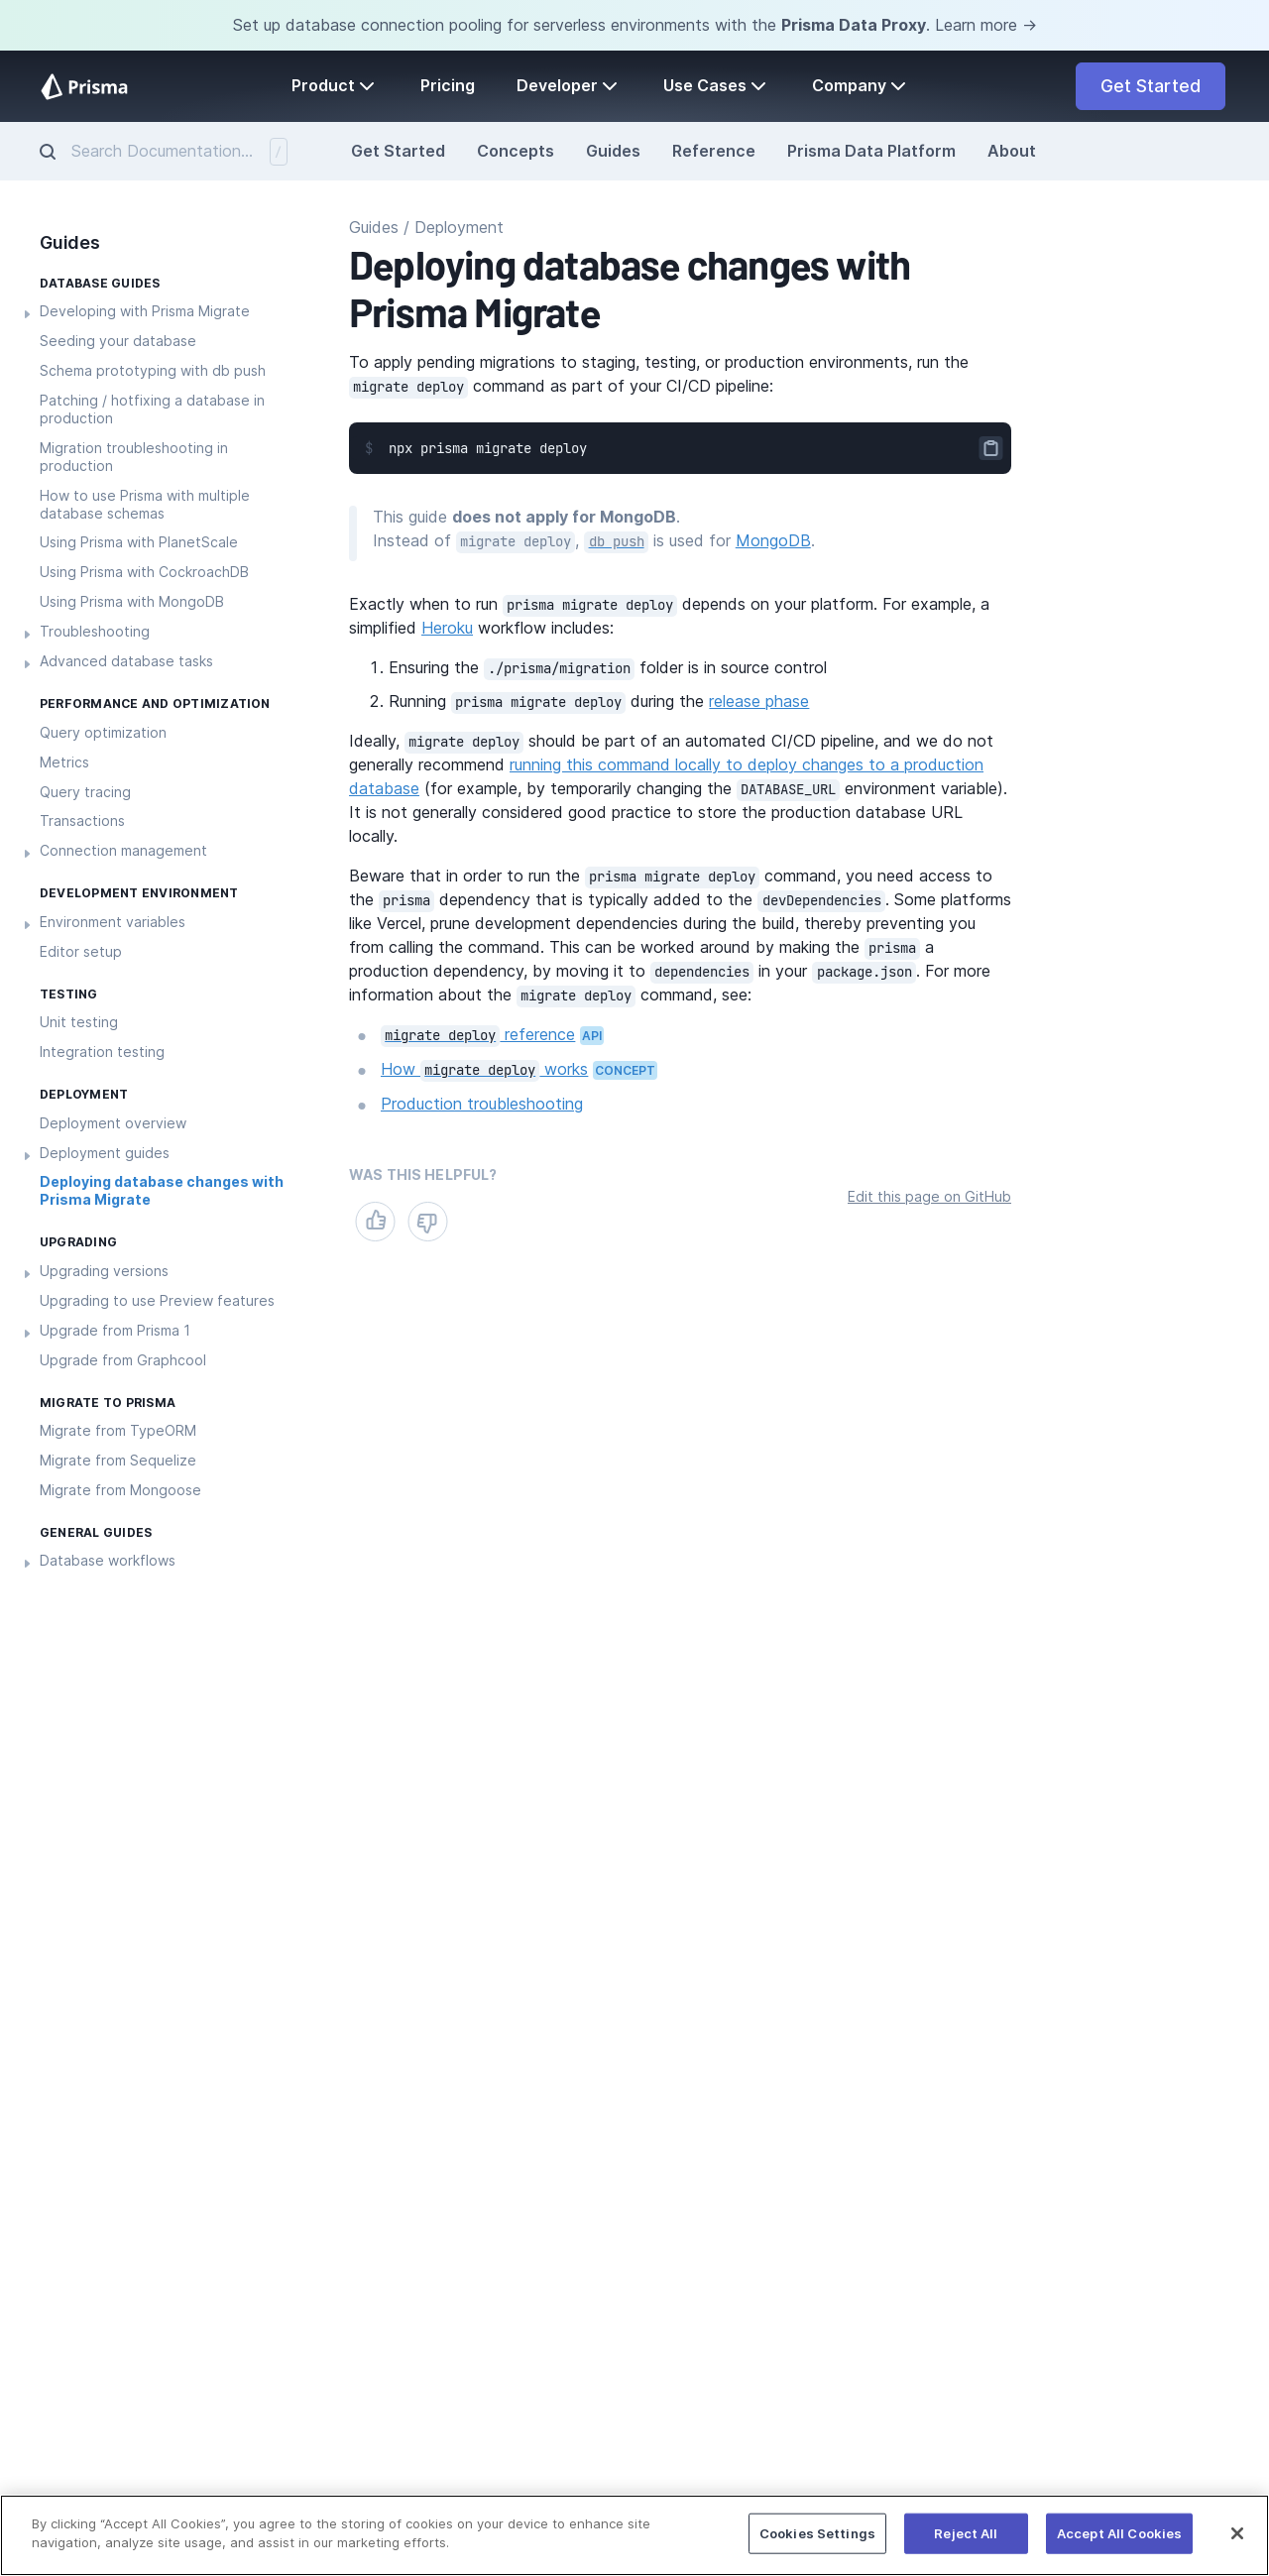 Set up database connection pooling for serverless environments with the Prisma Data Proxy. Learn more →
Prisma
Product
Pricing
Developer
Use Cases
Company
Get Started
Search Documentation...
/
Get Started
Concepts
Guides
Reference
Prisma Data Platform
About
Guides
DATABASE GUIDES
Developing with Prisma Migrate
Seeding your database
Schema prototyping with db push
Patching / hotfixing a database in
production
Migration troubleshooting in
production
How to use Prisma with multiple
database schemas
Using Prisma with PlanetScale
Using Prisma with CockroachDB
Using Prisma with MongoDB
Troubleshooting
Advanced database tasks
PERFORMANCE AND OPTIMIZATION
Query optimization
Metrics
Query tracing
Transactions
Connection management
DEVELOPMENT ENVIRONMENT
Environment variables
Editor setup
TESTING
Unit testing
Integration testing
DEPLOYMENT
Deployment overview
Deployment guides
Deploying database changes with
Prisma Migrate
UPGRADING
Upgrading versions
Upgrading to use Preview features
Upgrade from Prisma 1
Upgrade from Graphcool
MIGRATE TO PRISMA
Migrate from TypeORM
Migrate from Sequelize
Migrate from Mongoose
GENERAL GUIDES
Database workflows
Guides / Deployment
Deploying database changes with
Prisma Migrate
To apply pending migrations to staging, testing, or production environments, run the
migrate deploy command as part of your CI/CD pipeline:
$ npx prisma migrate deploy
This guide does not apply for MongoDB.
Instead of migrate deploy, db push is used for MongoDB.
Exactly when to run prisma migrate deploy depends on your platform. For example, a
simplified Heroku workflow includes:
1. Ensuring the ./prisma/migration folder is in source control
2. Running prisma migrate deploy during the release phase
Ideally, migrate deploy should be part of an automated CI/CD pipeline, and we do not
generally recommend running this command locally to deploy changes to a production
database (for example, by temporarily changing the DATABASE_URL environment variable).
It is not generally considered good practice to store the production database URL
locally.
Beware that in order to run the prisma migrate deploy command, you need access to
the prisma dependency that is typically added to the devDependencies. Some platforms
like Vercel, prune development dependencies during the build, thereby preventing you
from calling the command. This can be worked around by making the prisma a
production dependency, by moving it to dependencies in your package.json. For more
information about the migrate deploy command, see:
migrate deploy reference API
How migrate deploy works CONCEPT
Production troubleshooting
WAS THIS HELPFUL?
Edit this page on GitHub
By clicking “Accept All Cookies”, you agree to the storing of cookies on your device to enhance site
navigation, analyze site usage, and assist in our marketing efforts.
Cookies Settings
Reject All
Accept All Cookies